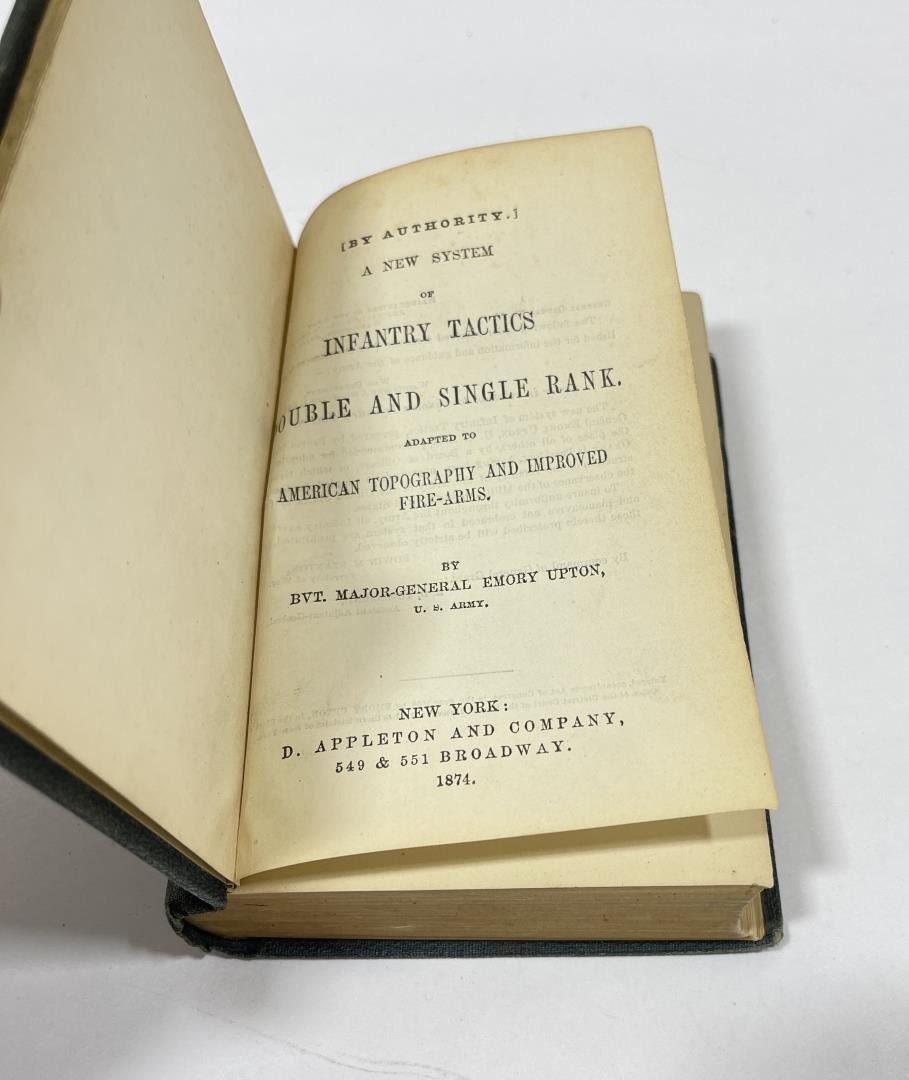 [BY AUTHORITY.]
A NEW SYSTEM
OF
INFANTRY TACTICS
DOUBLE AND SINGLE RANK.
ADAPTED TO
AMERICAN TOPOGRAPHY AND IMPROVED
FIRE-ARMS.
BY
BVT. MAJOR-GENERAL EMORY UPTON,
U. S. ARMY.
NEW YORK:
D. APPLETON AND COMPANY,
549 & 551 BROADWAY.
1874.